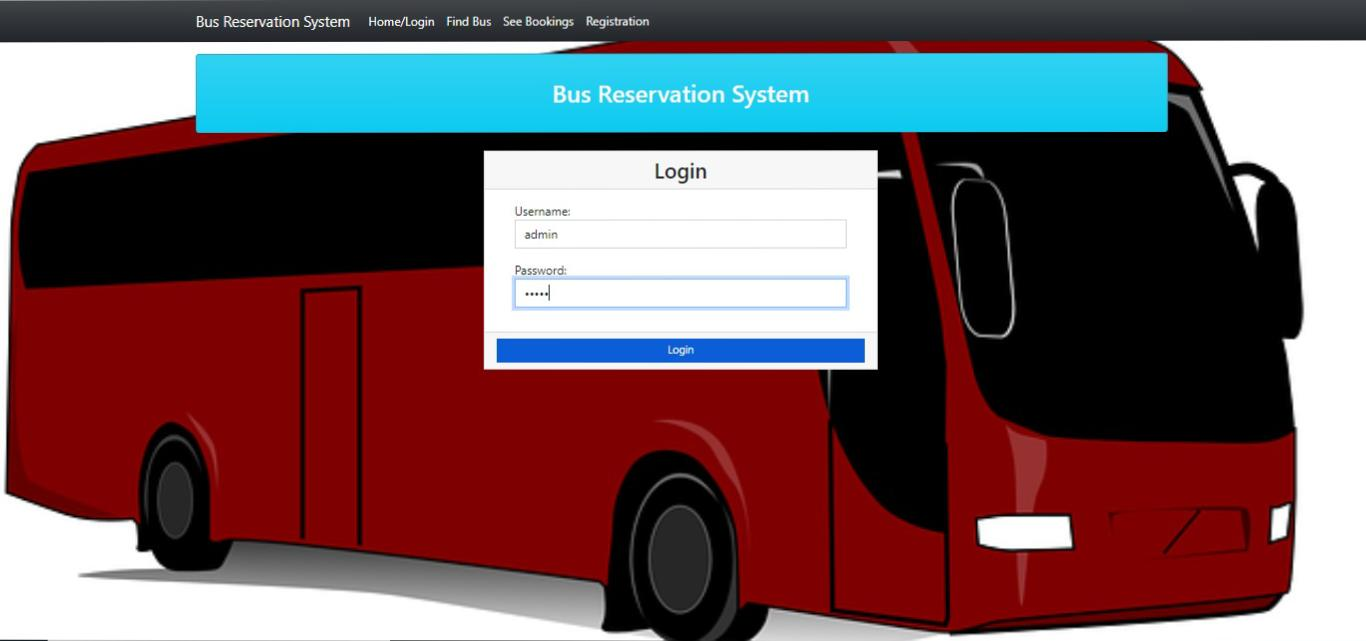 Bus Reservation System Home/Login Find Bus See Bookings Registration
Bus Reservation System
Login
Username:
admin
Password:
•••••
Login